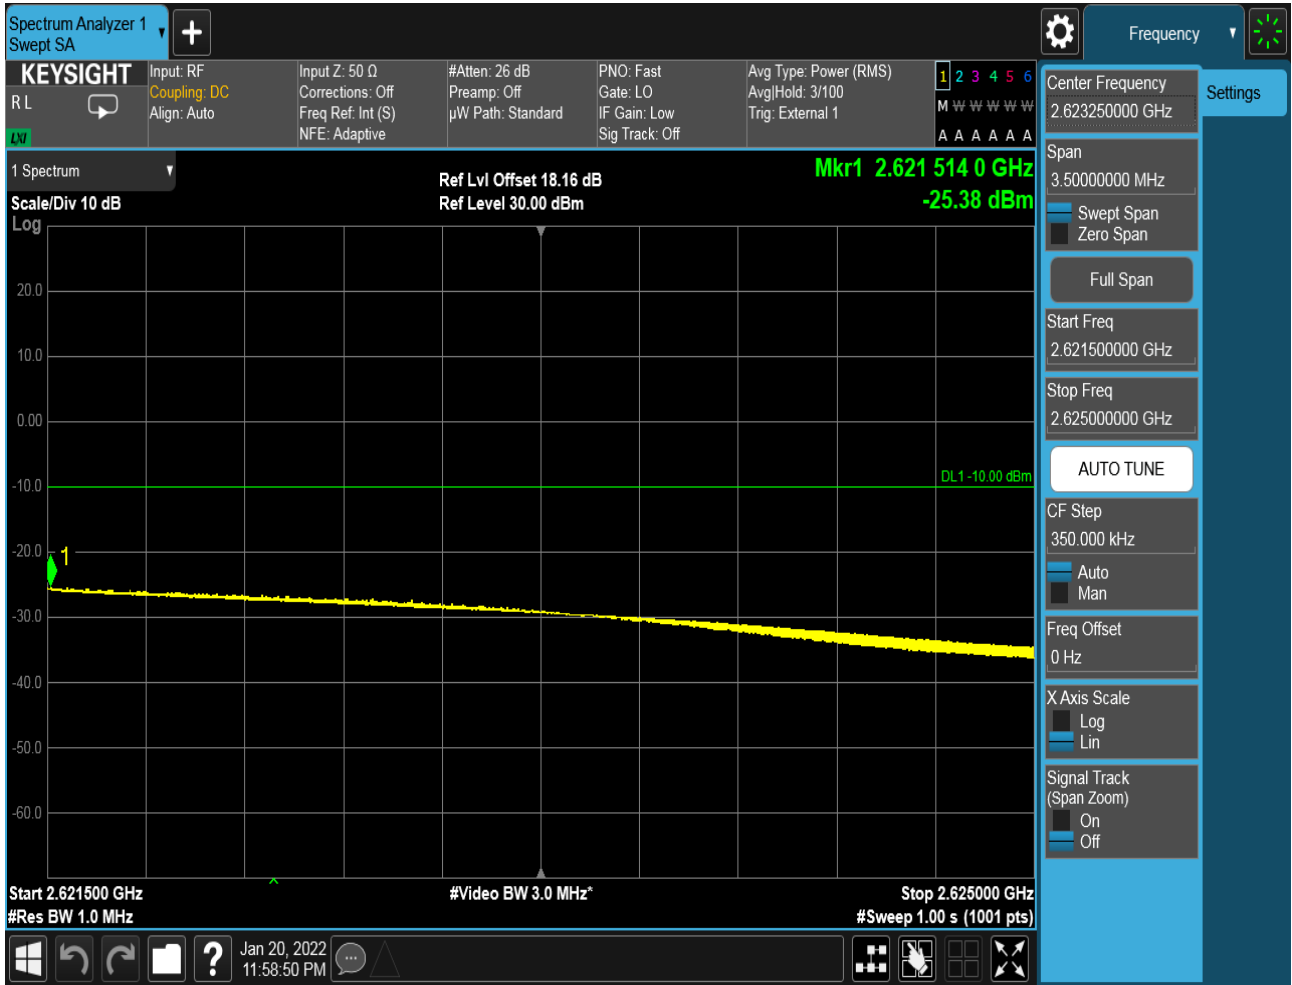 Spectrum Analyzer 1
Swept SA
Frequency
KEYSIGHT
R L
LXI
Input: RF
Coupling: DC
Align: Auto
Input Z: 50 Ω
Corrections: Off
Freq Ref: Int (S)
NFE: Adaptive
#Atten: 26 dB
Preamp: Off
µW Path: Standard
PNO: Fast
Gate: LO
IF Gain: Low
Sig Track: Off
Avg Type: Power (RMS)
Avg|Hold: 3/100
Trig: External 1
1 2 3 4 5 6
M W W W W W
A A A A A A
1 Spectrum
Scale/Div 10 dB
Log
Ref Lvl Offset 18.16 dB
Ref Level 30.00 dBm
Mkr1 2.621 514 0 GHz
-25.38 dBm
20.0
10.0
0.00
-10.0
-20.0
-30.0
-40.0
-50.0
-60.0
DL1 -10.00 dBm
1
Start 2.621500 GHz
#Res BW 1.0 MHz
#Video BW 3.0 MHz*
Stop 2.625000 GHz
#Sweep 1.00 s (1001 pts)
Center Frequency
2.623250000 GHz
Settings
Span
3.50000000 MHz
Swept Span
Zero Span
Full Span
Start Freq
2.621500000 GHz
Stop Freq
2.625000000 GHz
AUTO TUNE
CF Step
350.000 kHz
Auto
Man
Freq Offset
0 Hz
X Axis Scale
Log
Lin
Signal Track
(Span Zoom)
On
Off
?
Jan 20, 2022
11:58:50 PM